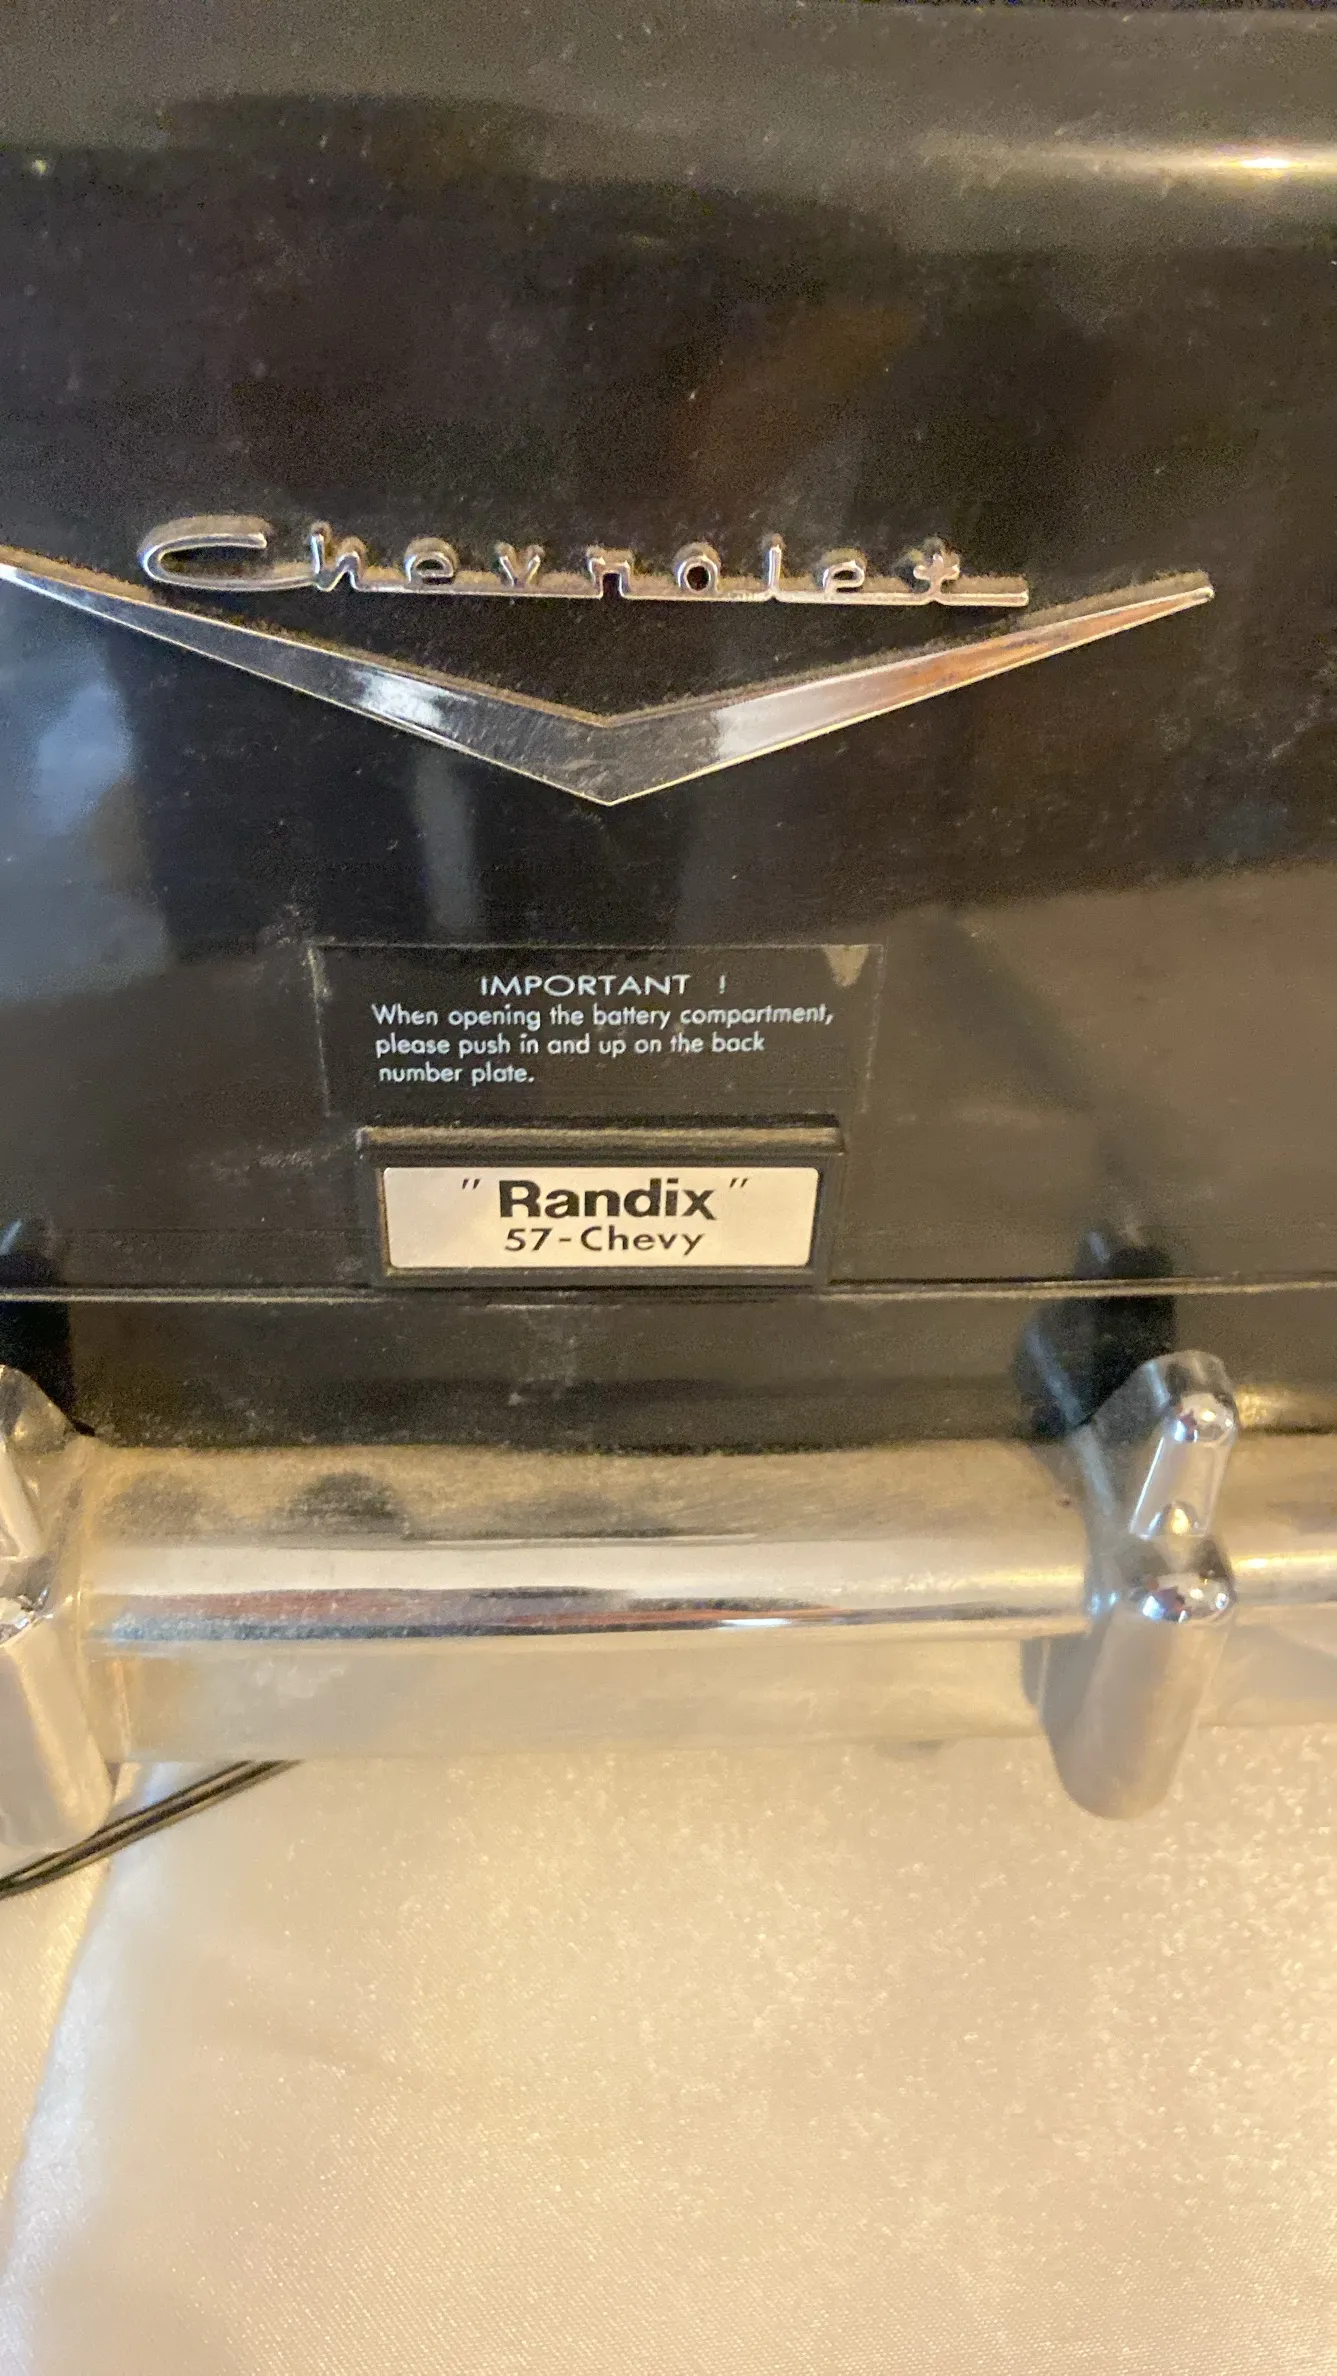 Chevrolet
IMPORTANT !
When opening the battery compartment,
please push in and up on the back
number plate.
" Randix "
57-Chevy